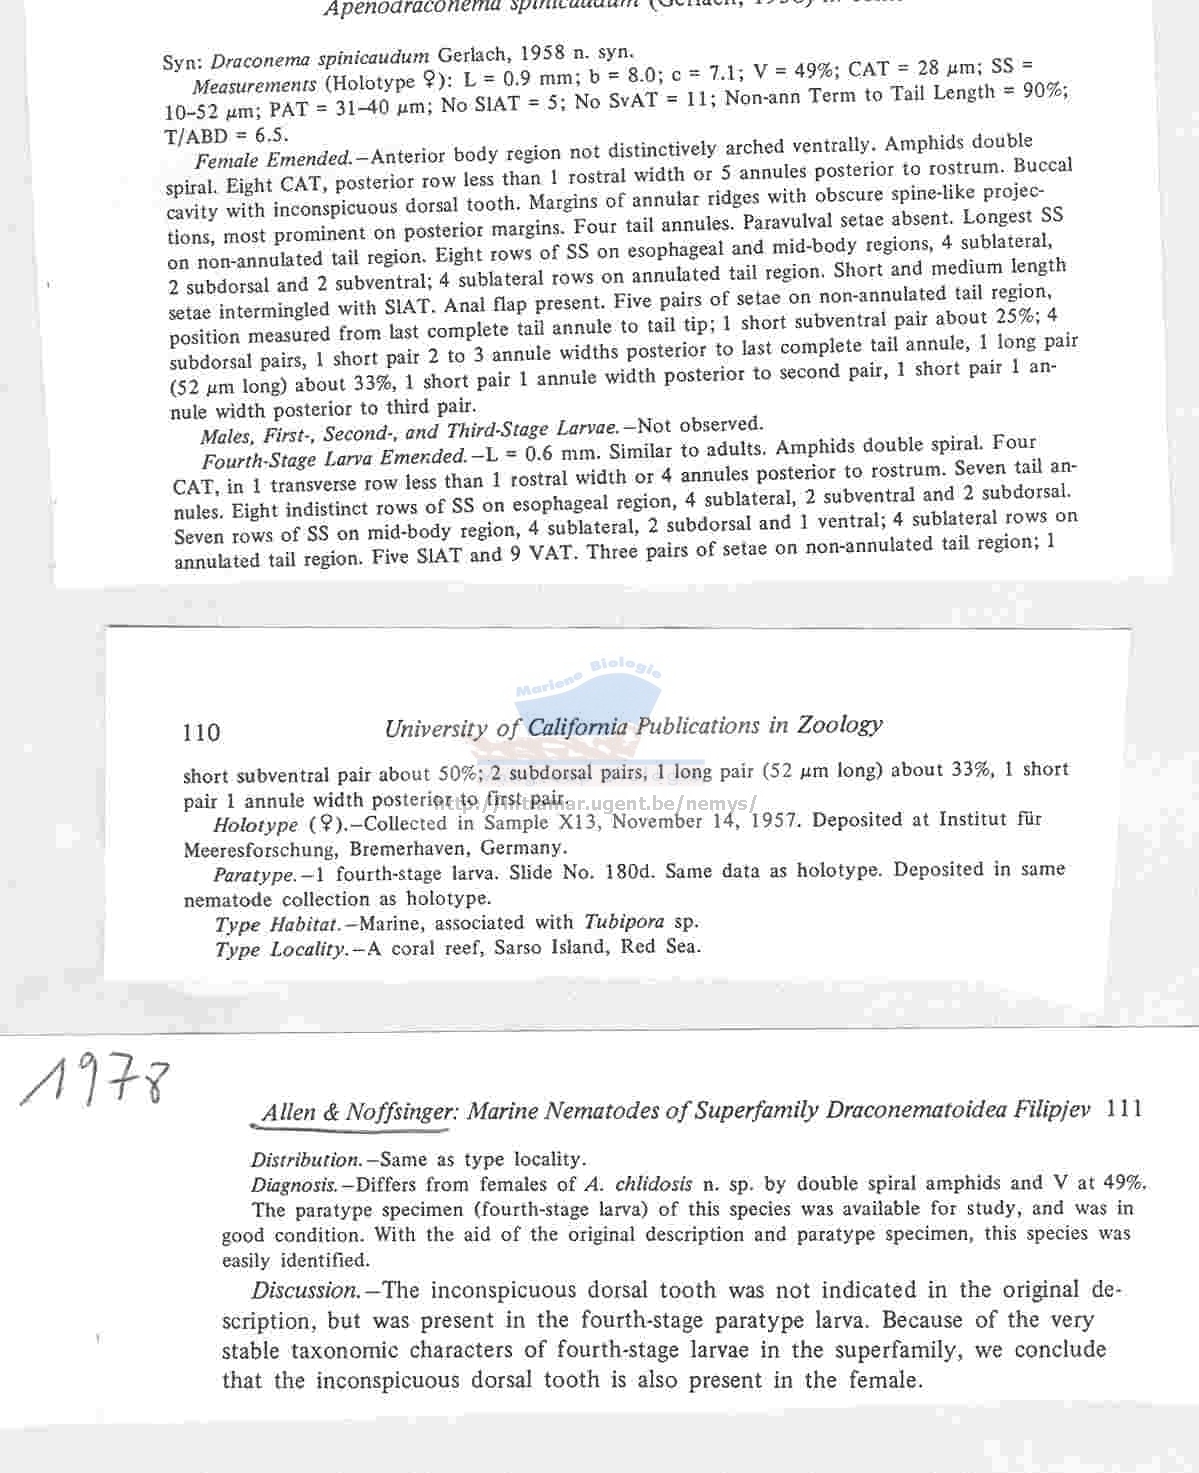 Apenodraconema spinicaudum (Gerlach, 1958)
Syn: Draconema spinicaudum Gerlach, 1958 n. syn.
Measurements (Holotype ♀): L = 0.9 mm; b = 8.0; c = 7.1; V = 49%; CAT = 28 μm; SS =
10–52 μm; PAT = 31–40 μm; No SlAT = 5; No SvAT = 11; Non-ann Term to Tail Length = 90%;
T/ABD = 6.5.
Female Emended.—Anterior body region not distinctively arched ventrally. Amphids double
spiral. Eight CAT, posterior row less than 1 rostral width or 5 annules posterior to rostrum. Buccal
cavity with inconspicuous dorsal tooth. Margins of annular ridges with obscure spine-like projec-
tions, most prominent on posterior margins. Four tail annules. Paravulval setae absent. Longest SS
on non-annulated tail region. Eight rows of SS on esophageal and mid-body regions, 4 sublateral,
2 subdorsal and 2 subventral; 4 sublateral rows on annulated tail region. Short and medium length
setae intermingled with SlAT. Anal flap present. Five pairs of setae on non-annulated tail region,
position measured from last complete tail annule to tail tip; 1 short subventral pair about 25%; 4
subdorsal pairs, 1 short pair 2 to 3 annule widths posterior to last complete tail annule, 1 long pair
(52 μm long) about 33%, 1 short pair 1 annule width posterior to second pair, 1 short pair 1 an-
nule width posterior to third pair.
Males, First-, Second-, and Third-Stage Larvae.—Not observed.
Fourth-Stage Larva Emended.—L = 0.6 mm. Similar to adults. Amphids double spiral. Four
CAT, in 1 transverse row less than 1 rostral width or 4 annules posterior to rostrum. Seven tail an-
nules. Eight indistinct rows of SS on esophageal region, 4 sublateral, 2 subventral and 2 subdorsal.
Seven rows of SS on mid-body region, 4 sublateral, 2 subdorsal and 1 ventral; 4 sublateral rows on
annulated tail region. Five SlAT and 9 VAT. Three pairs of setae on non-annulated tail region; 1
Mariene Biologie
110 University of California Publications in Zoology
short subventral pair about 50%; 2 subdorsal pairs, 1 long pair (52 μm long) about 33%, 1 short
pair 1 annule width posterior to first pair.
http://intramar.ugent.be/nemys/
Holotype (♀).—Collected in Sample X13, November 14, 1957. Deposited at Institut für
Meeresforschung, Bremerhaven, Germany.
Paratype.—1 fourth-stage larva. Slide No. 180d. Same data as holotype. Deposited in same
nematode collection as holotype.
Type Habitat.—Marine, associated with Tubipora sp.
Type Locality.—A coral reef, Sarso Island, Red Sea.
1978
Allen & Noffsinger: Marine Nematodes of Superfamily Draconematoidea Filipjev 111
Distribution.—Same as type locality.
Diagnosis.—Differs from females of A. chlidosis n. sp. by double spiral amphids and V at 49%.
The paratype specimen (fourth-stage larva) of this species was available for study, and was in
good condition. With the aid of the original description and paratype specimen, this species was
easily identified.
Discussion.—The inconspicuous dorsal tooth was not indicated in the original de-
scription, but was present in the fourth-stage paratype larva. Because of the very
stable taxonomic characters of fourth-stage larvae in the superfamily, we conclude
that the inconspicuous dorsal tooth is also present in the female.